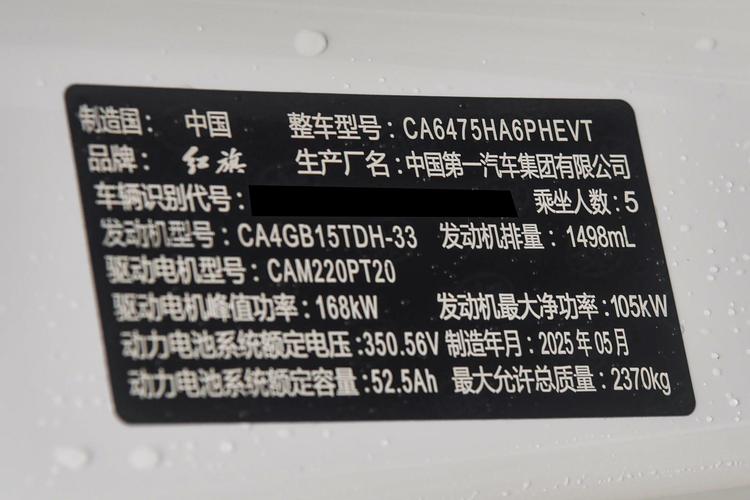 制造国： 中国 整车型号：CA6475HA6PHEVT
品牌：红旗 生产厂名：中国第一汽车集团有限公司
车辆识别代号： 乘坐人数：5
发动机型号：CA4GB15TDH-33 发动机排量：1498mL
驱动电机型号：CAM220PT20
驱动电机峰值功率：168kW 发动机最大净功率：105kW
动力电池系统额定电压：350.56V 制造年月：2025年05月
动力电池系统额定容量：52.5Ah 最大允许总质量：2370kg